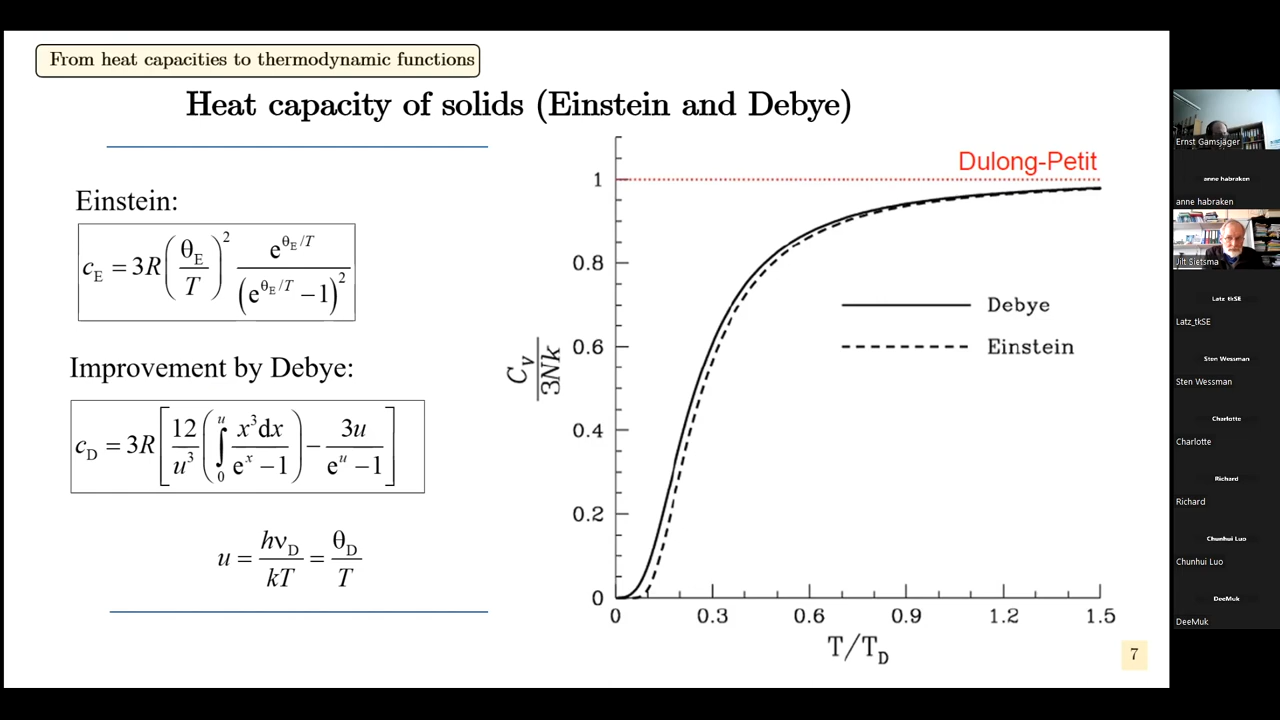 From heat capacities to thermodynamic functions
Heat capacity of solids (Einstein and Debye)
Einstein:
c_E = 3R (θ_E / T)^2 e^{θ_E/T} / (e^{θ_E/T} − 1)^2
Improvement by Debye:
c_D = 3R [ 12/u^3 ( ∫_0^u x^3 dx / (e^x − 1) ) − 3u / (e^u − 1) ]
u = hν_D / kT = θ_D / T
Dulong-Petit
1
0.8
0.6
0.4
0.2
0
C_v / 3Nk
Debye
Einstein
0 0.3 0.6 0.9 1.2 1.5
T/T_D
7
Ernst Gamsjäger
anne habraken
anne habraken
Jilt Sietsma
Latz_tkSE
Latz_tkSE
Sten Wessman
Sten Wessman
Charlotte
Charlotte
Richard
Richard
Chunhui Luo
Chunhui Luo
DeeMuk
DeeMuk